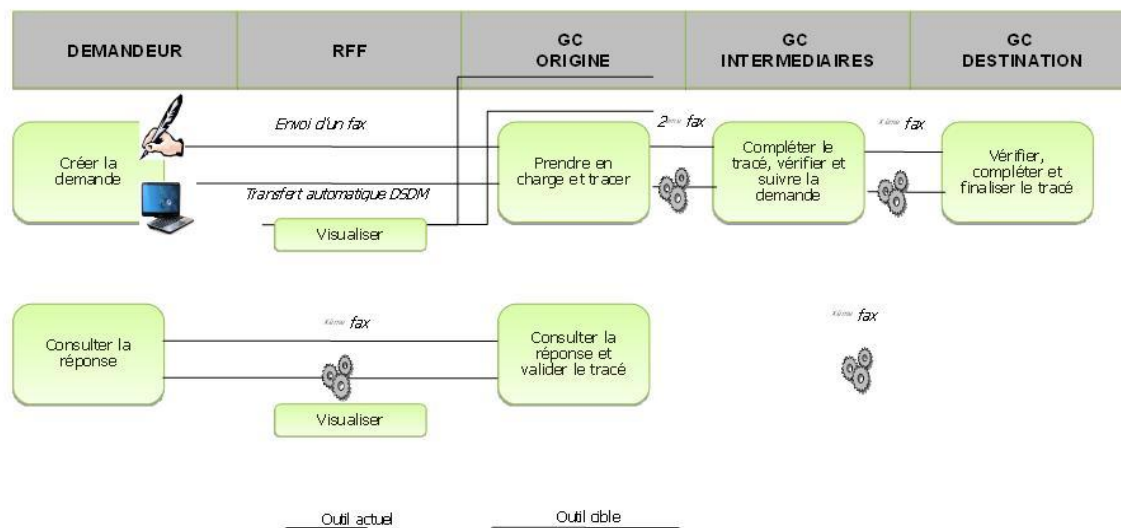 DEMANDEUR
RFF
GC
ORIGINE
GC
INTERMEDIAIRES
GC
DESTINATION
Créer la
demande
Envoi d'un fax
Transfert automatique DSDM
Visualiser
Prendre en
charge et tracer
2ème fax
Compléter le
tracé, vérifier et
suivre la
demande
Xième fax
Vérifier,
compléter et
finaliser le tracé
Consulter la
réponse
Xième fax
Visualiser
Consulter la
réponse et
valider le tracé
Xième fax
Outil actuel
Outil cible